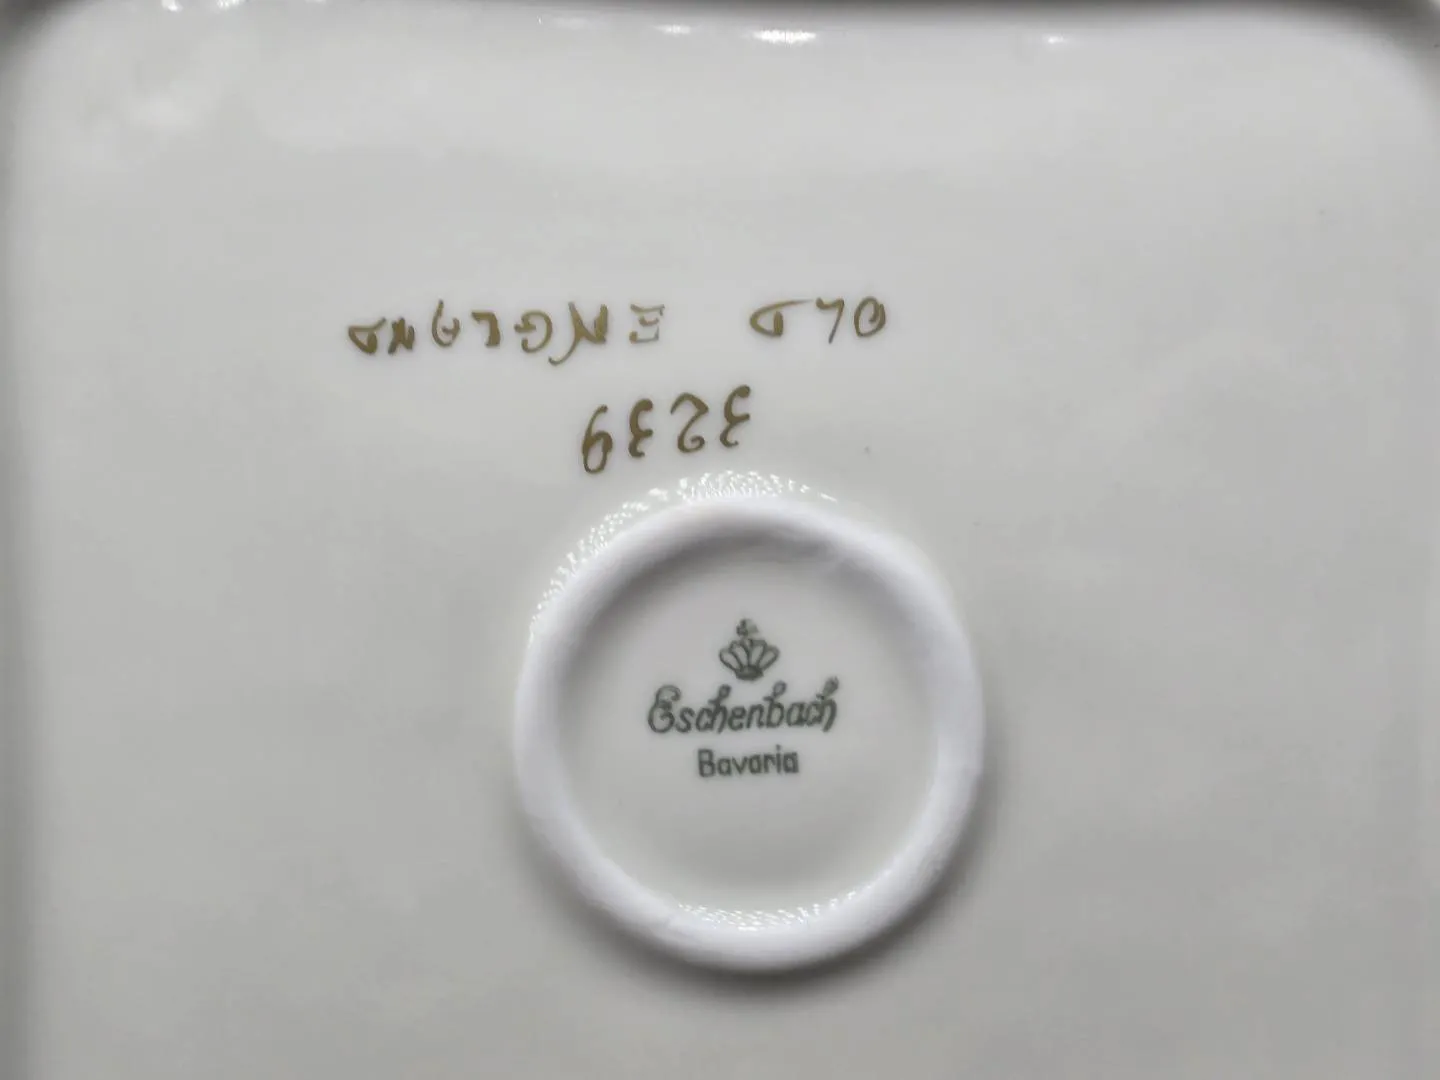 3239
OLD ENGLAND
Eschenbach
Bavaria